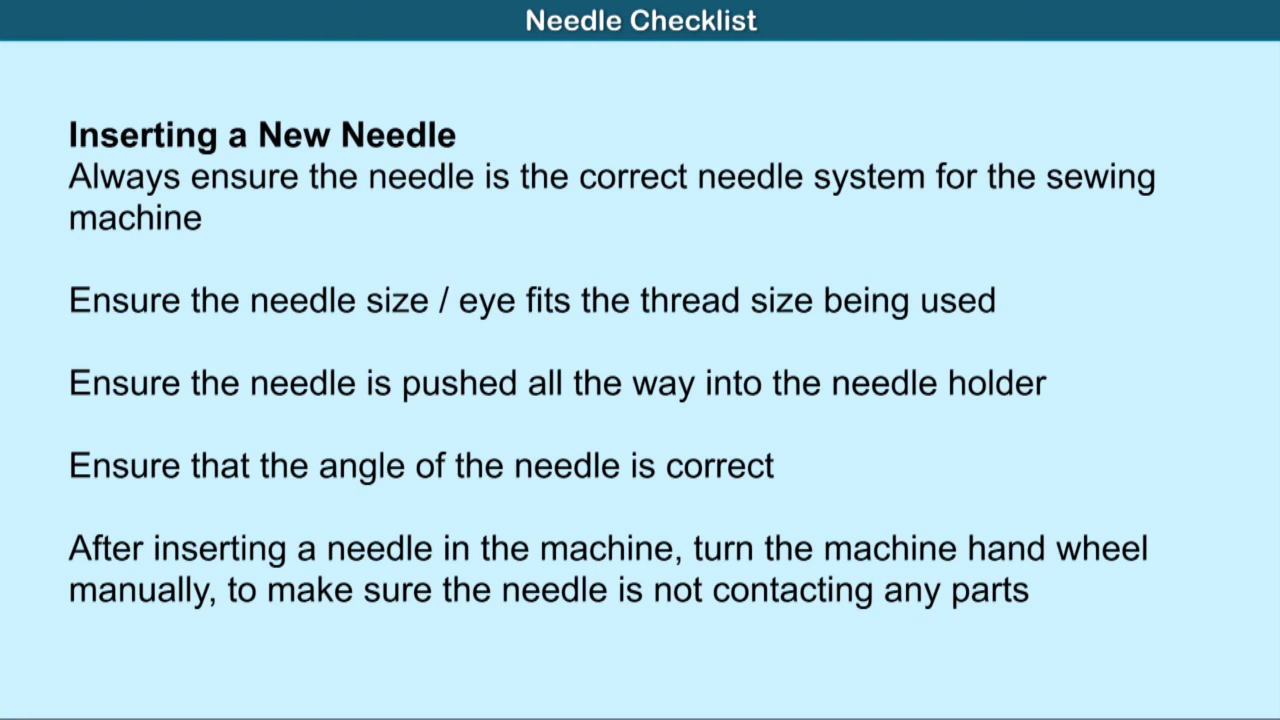 Needle Checklist
Inserting a New Needle
Always ensure the needle is the correct needle system for the sewing
machine
Ensure the needle size / eye fits the thread size being used
Ensure the needle is pushed all the way into the needle holder
Ensure that the angle of the needle is correct
After inserting a needle in the machine, turn the machine hand wheel
manually, to make sure the needle is not contacting any parts